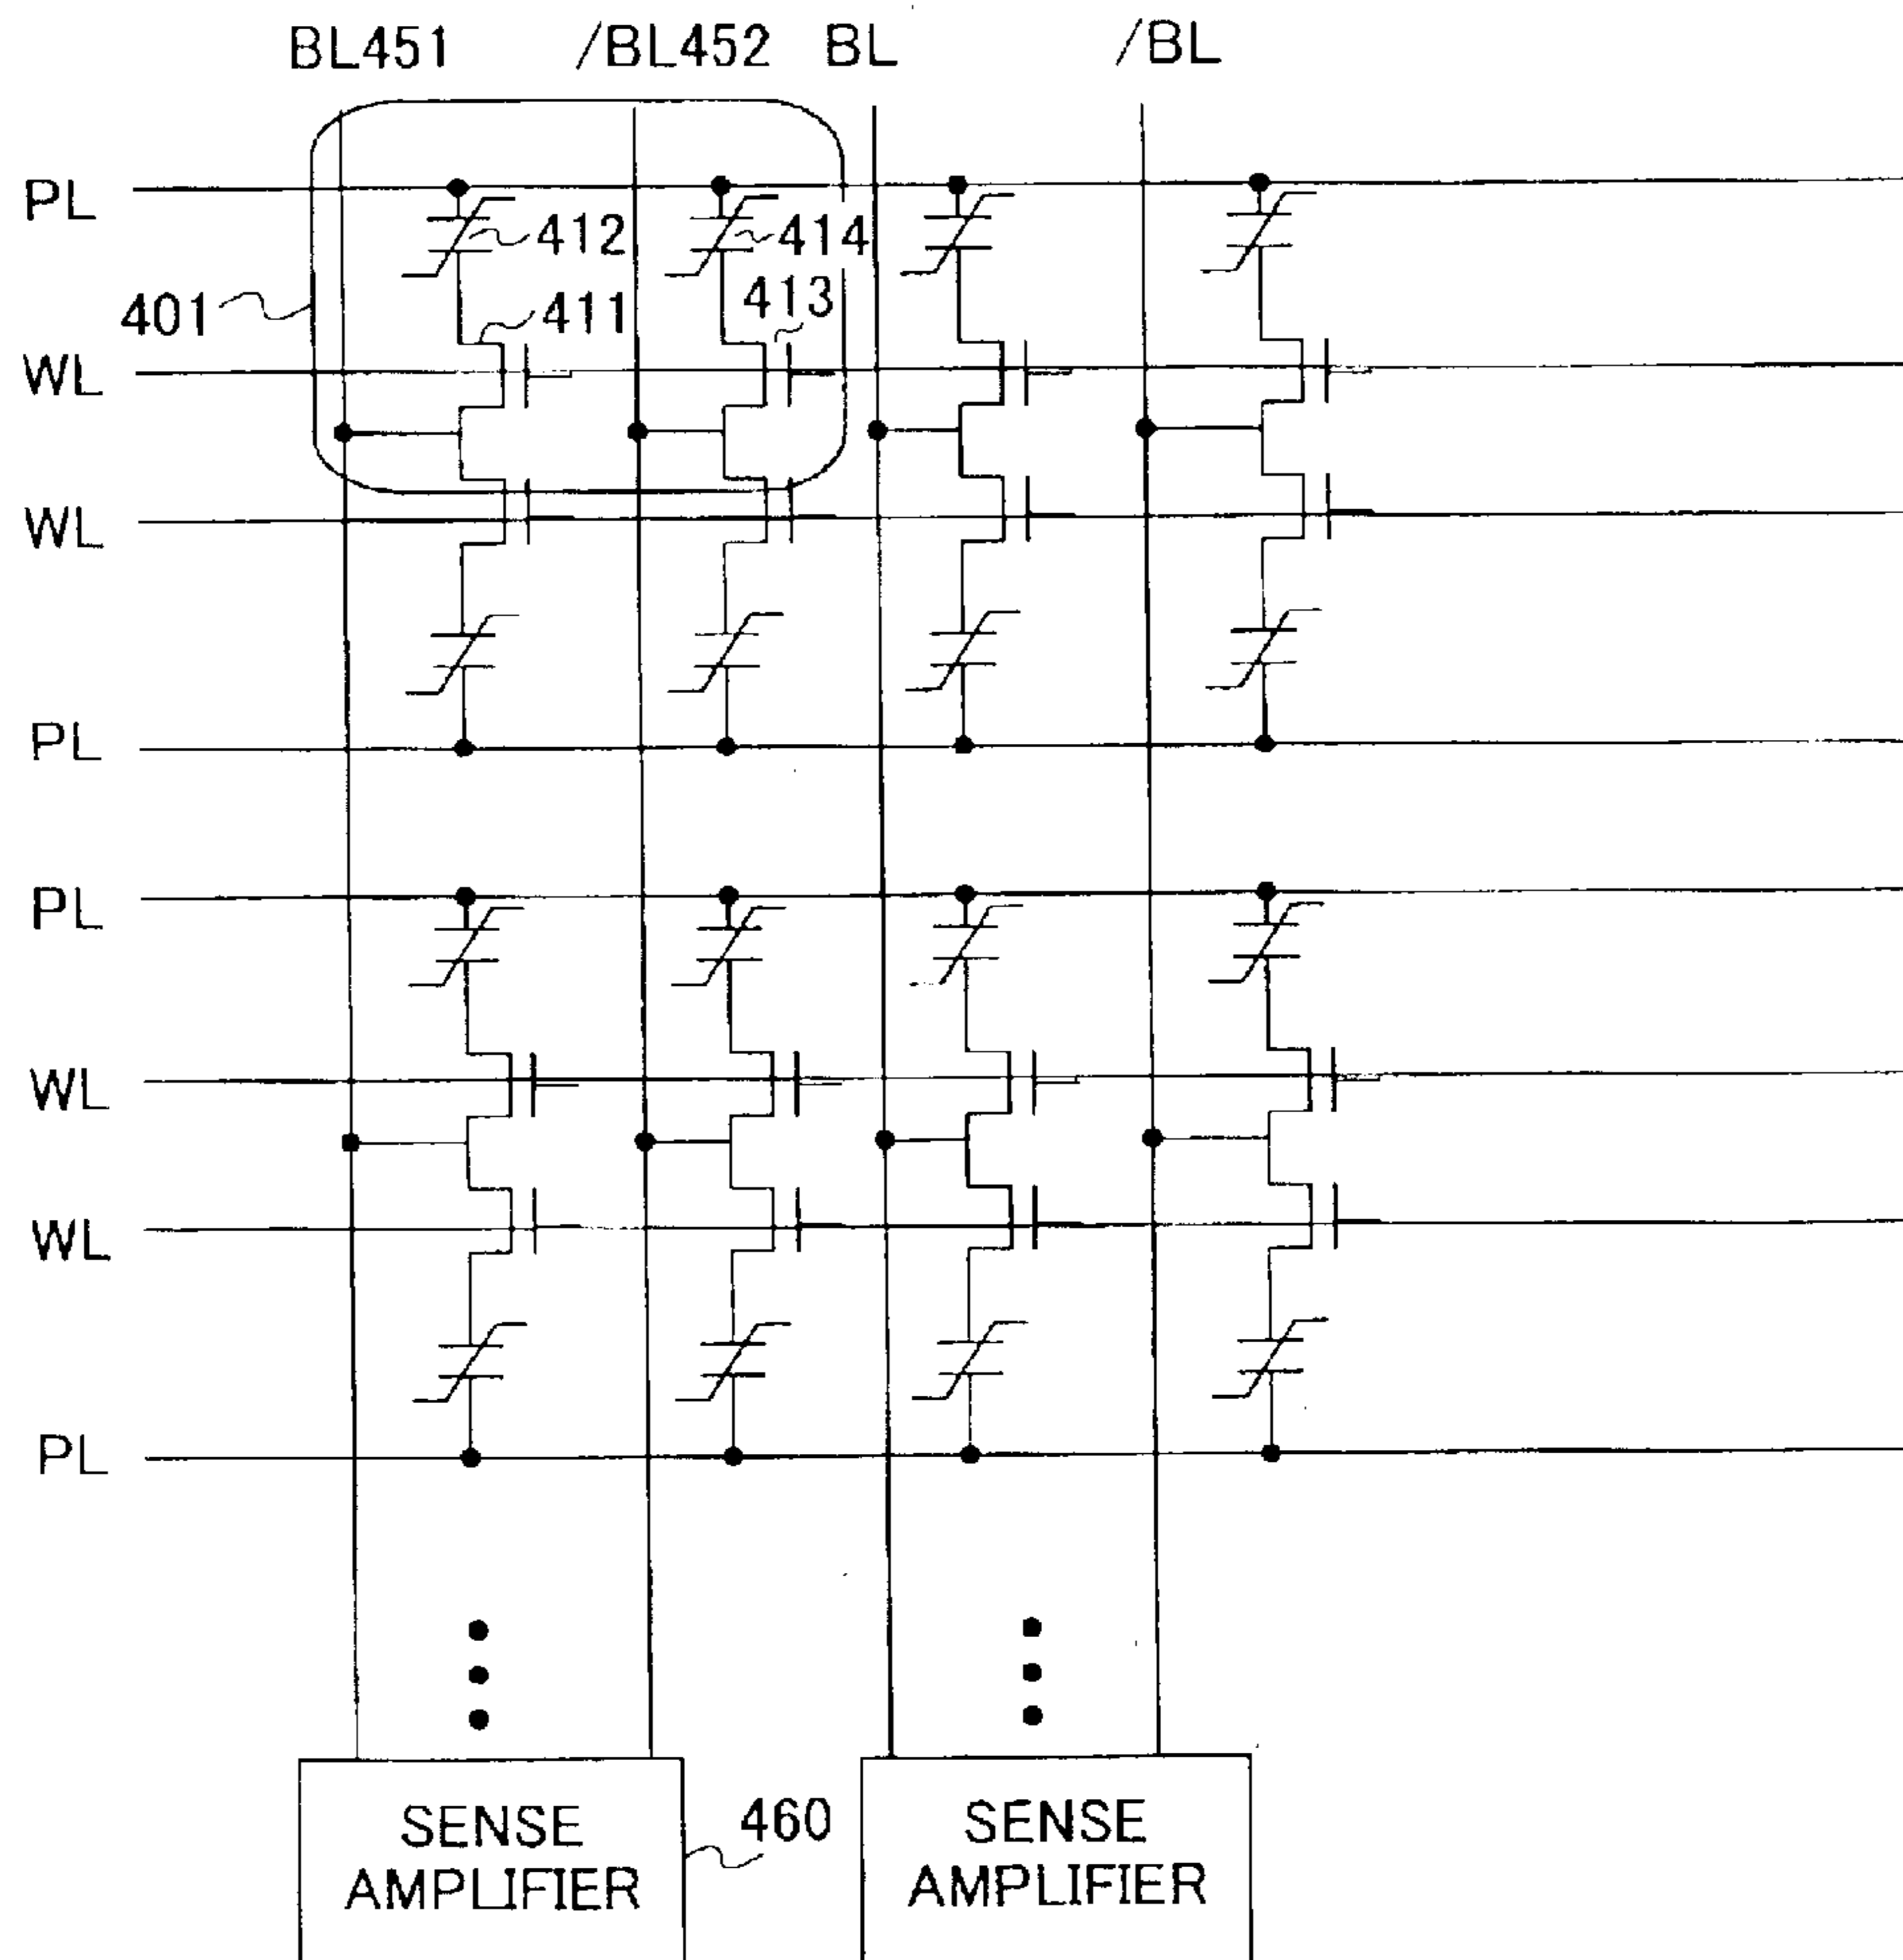 BL451 /BL452 BL /BL
PL
412 414
413
401 411
WL
WL
PL
PL
WL
WL
PL
SENSE AMPLIFIER
460
SENSE AMPLIFIER